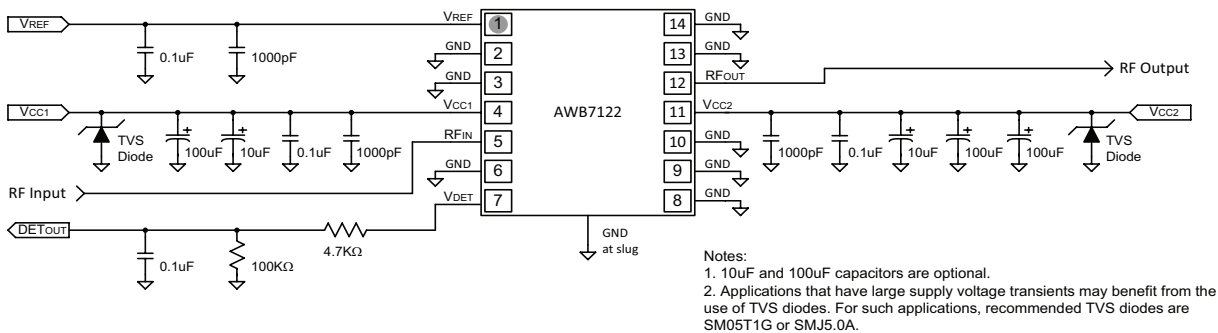 VREF
VREF
1
0.1uF
1000pF
GND
2
GND
3
VCC1
VCC1
4
TVS
Diode
100uF
10uF
0.1uF
1000pF
RFIN
5
RF Input
GND
6
VDET
7
DETOUT
0.1uF
100KΩ
4.7KΩ
AWB7122
GND
at slug
14
GND
13
GND
12
RFOUT
RF Output
11
VCC2
VCC2
10
GND
9
GND
8
GND
1000pF
0.1uF
10uF
100uF
100uF
TVS
Diode
Notes:
1. 10uF and 100uF capacitors are optional.
2. Applications that have large supply voltage transients may benefit from the
use of TVS diodes. For such applications, recommended TVS diodes are
SM05T1G or SMJ5.0A.